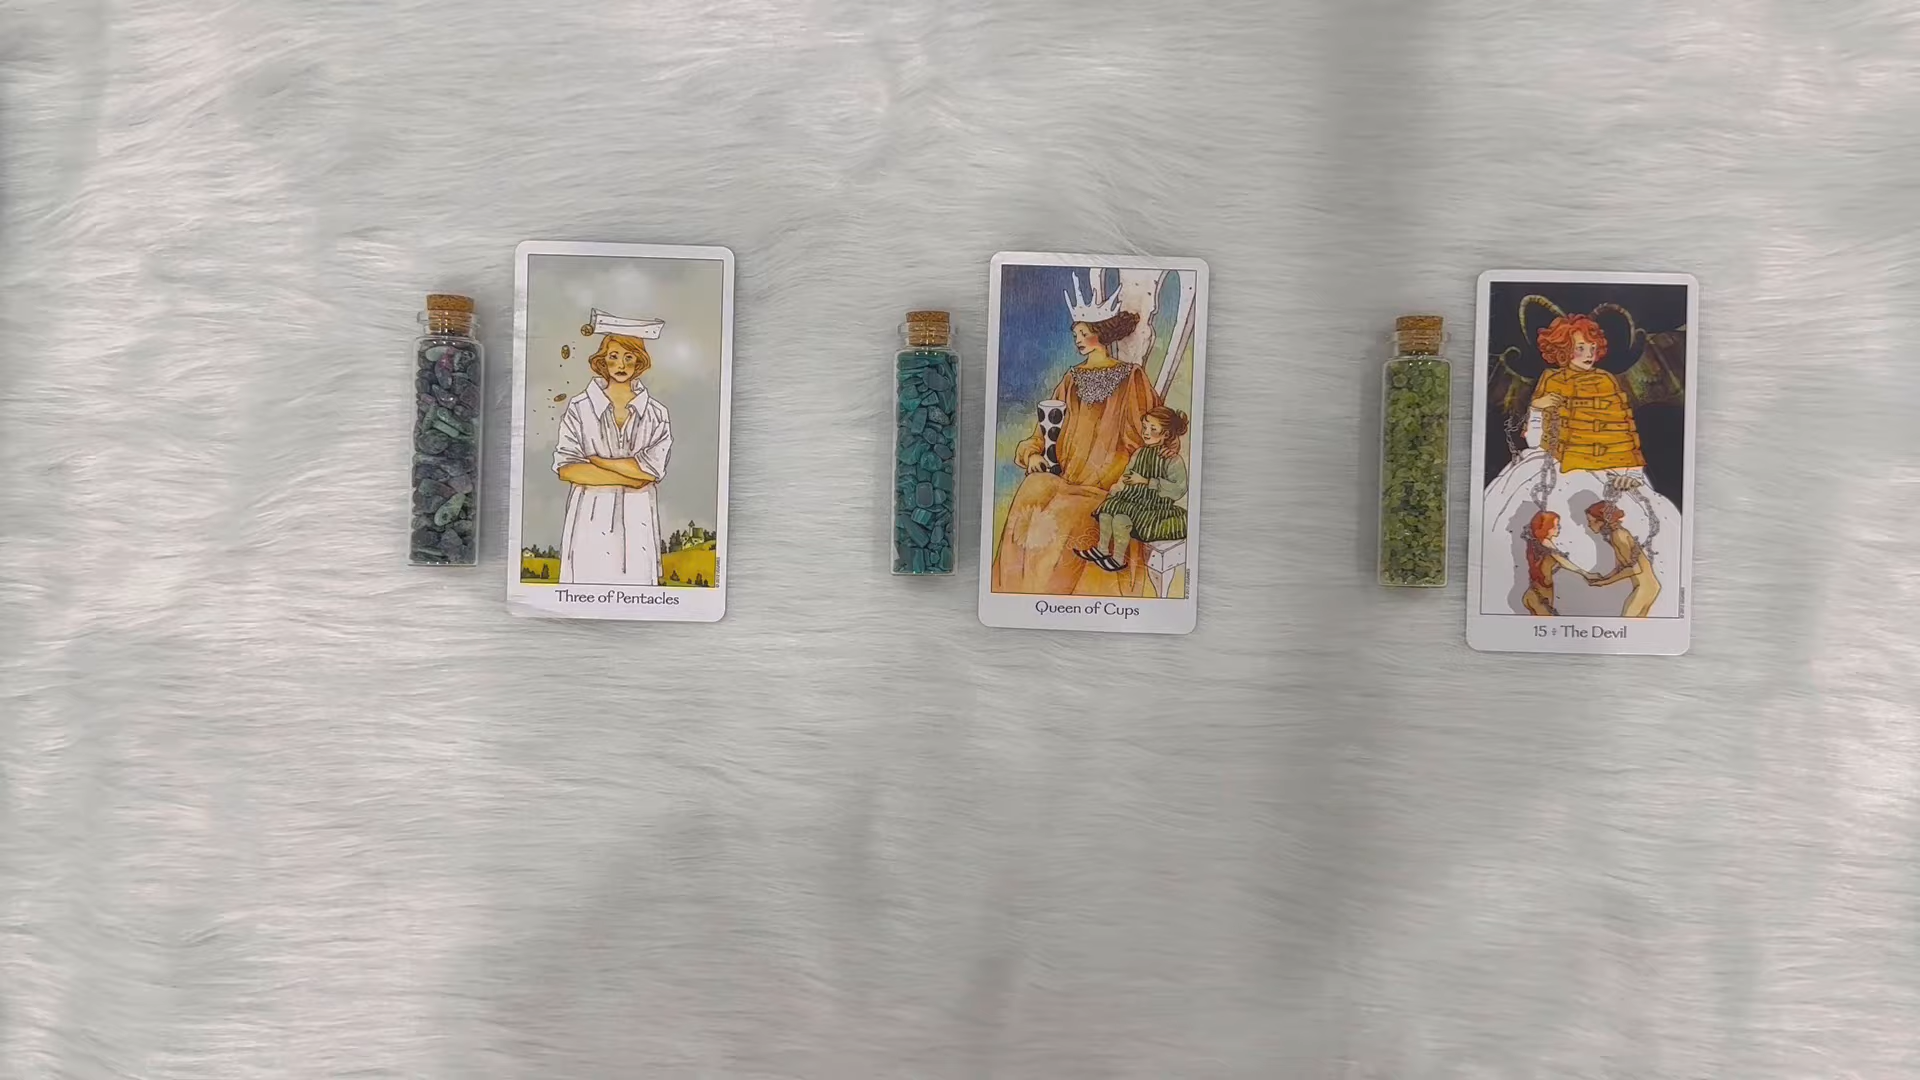 Three of Pentacles
Queen of Cups
15 ♦ The Devil